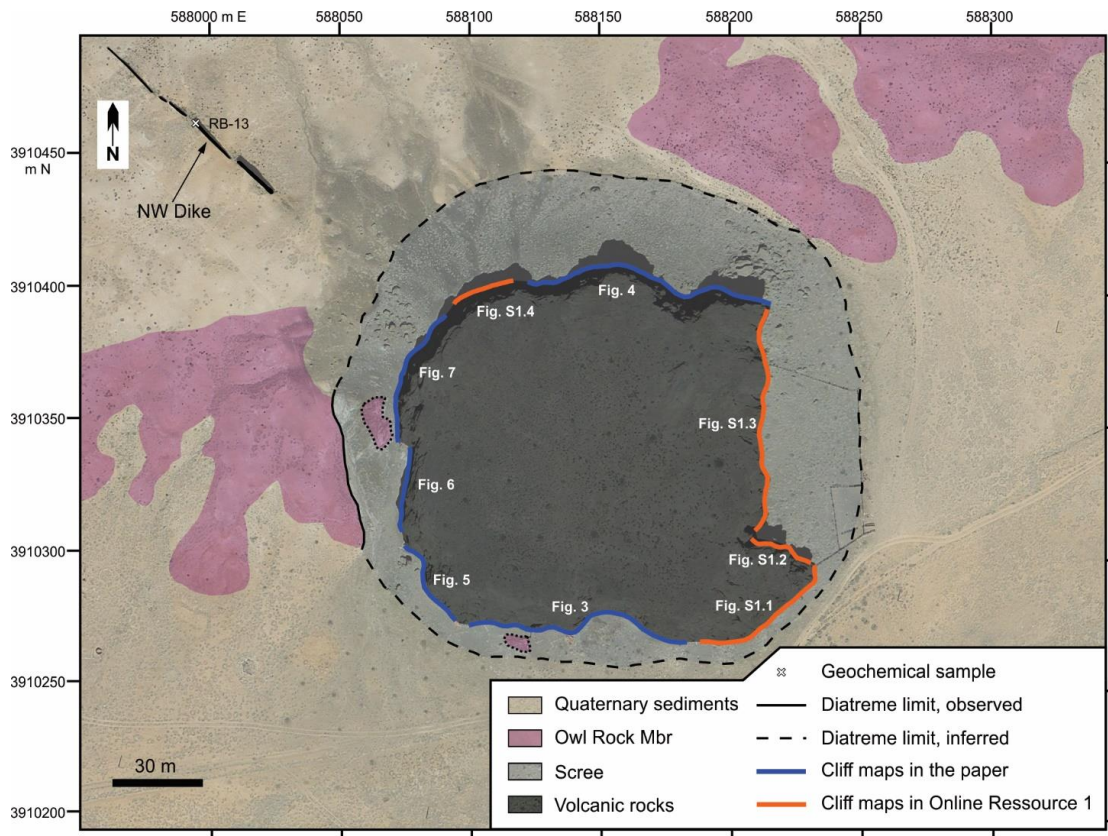 588000 m E
588050
588100
588150
588200
588250
588300
3910450
m N
3910400
3910350
3910300
3910250
3910200
N
RB-13
NW Dike
Fig. S1.4
Fig. 4
Fig. 7
Fig. S1.3
Fig. 6
Fig. S1.2
Fig. 5
Fig. 3
Fig. S1.1
30 m
Quaternary sediments
Owl Rock Mbr
Scree
Volcanic rocks
Geochemical sample
Diatreme limit, observed
Diatreme limit, inferred
Cliff maps in the paper
Cliff maps in Online Ressource 1